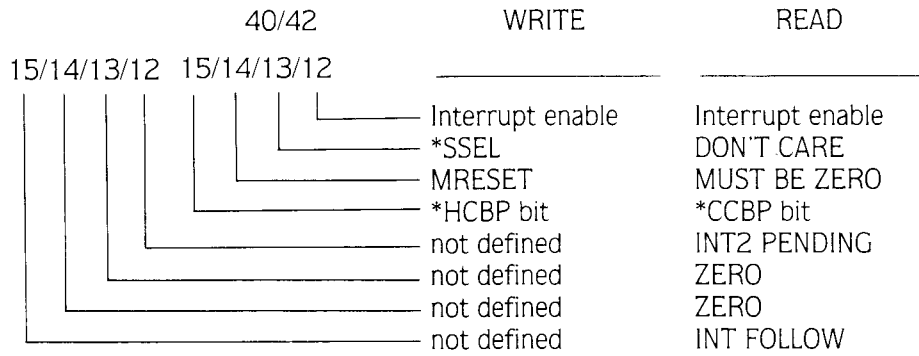 40/42 WRITE READ
15/14/13/12 15/14/13/12
Interrupt enable Interrupt enable
*SSEL DON'T CARE
MRESET MUST BE ZERO
*HCBP bit *CCBP bit
not defined INT2 PENDING
not defined ZERO
not defined ZERO
not defined INT FOLLOW